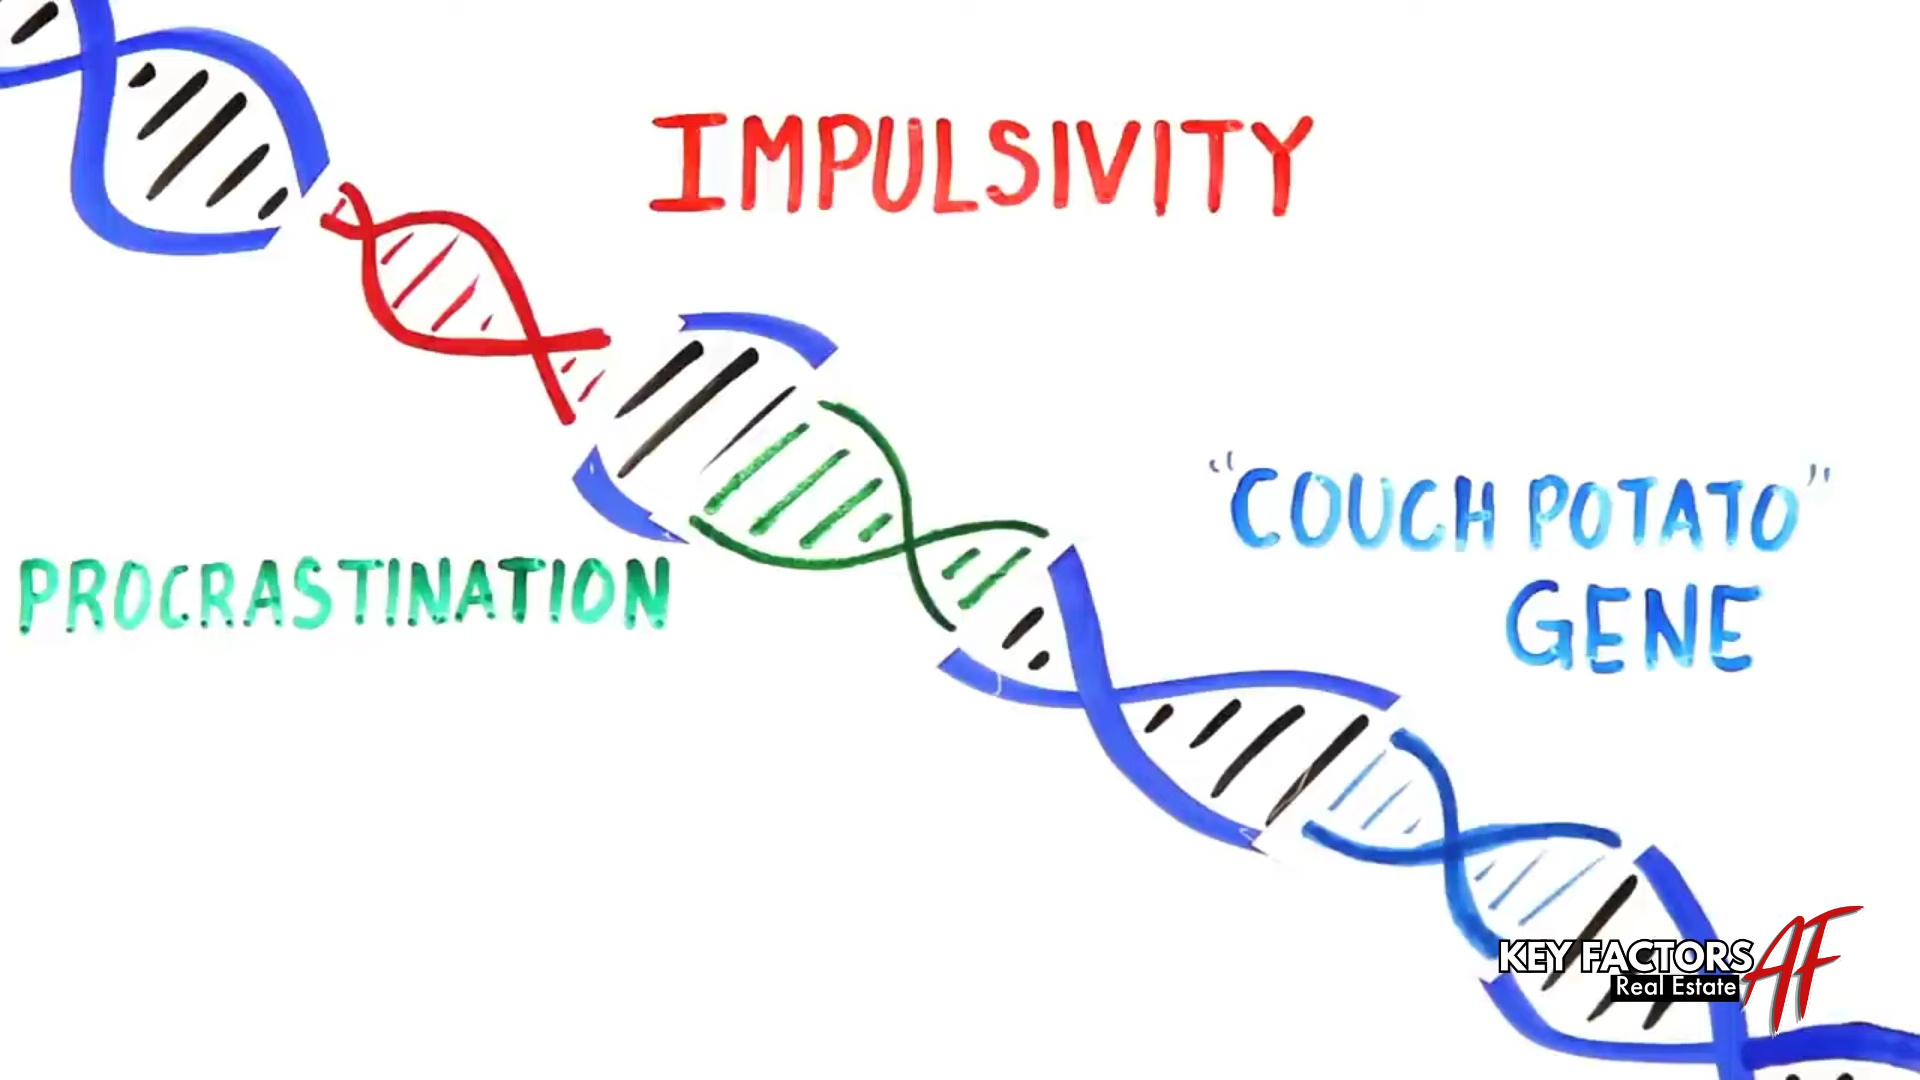 IMPULSIVITY
"COUCH POTATO"
GENE
PROCRASTINATION
KEY FACTORS AF
Real Estate